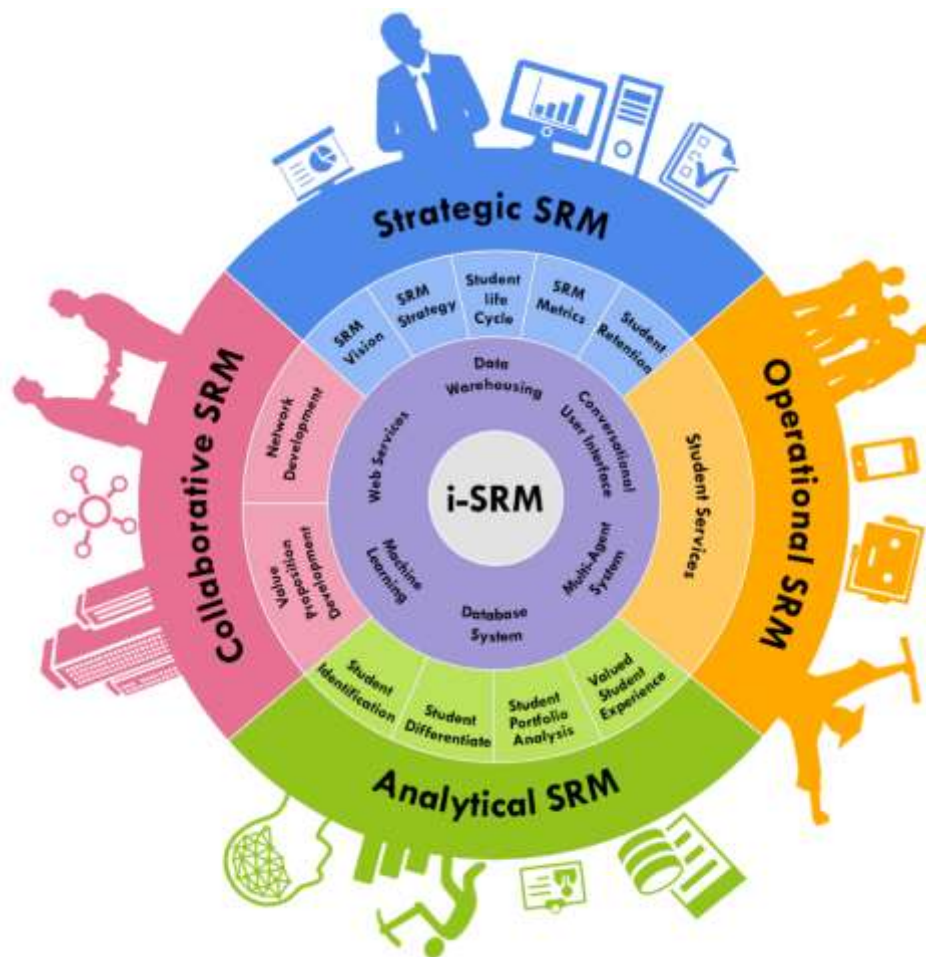 Strategic SRM
SRM
Vision
SRM
Strategy
Student
life
Cycle
SRM
Metrics
Student
Retention
Operational SRM
Student Services
Analytical SRM
Valued
Student
Experience
Student
Portfolio
Analysis
Student
Differentiate
Student
Identification
Collaborative SRM
Value
Proposition
Development
Network
Development
Data
Warehousing
Conversational
User Interface
Multi-Agent
System
Database
System
Machine
Learning
Web Services
i-SRM